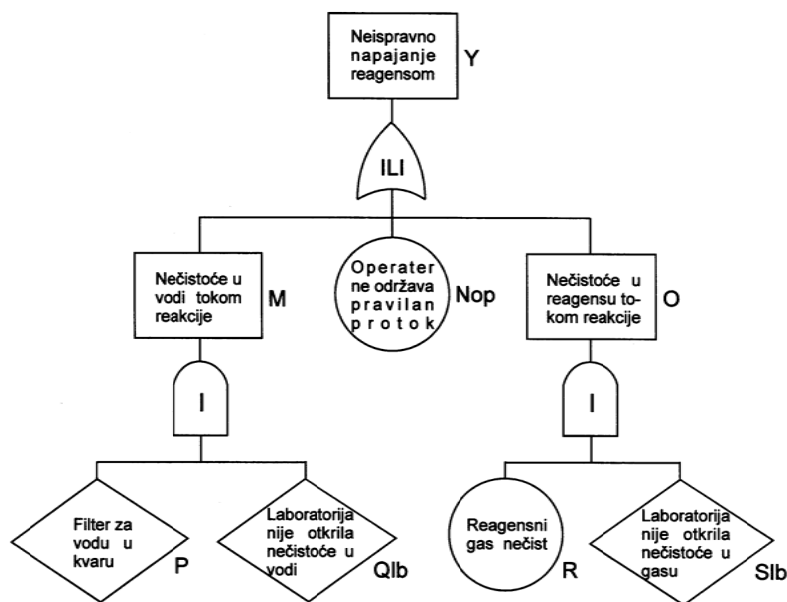 Neispravno
napajanje
reagensom
Y
ILI
Nečistoće u
vodi tokom
reakcije
M
Operater
ne održava
pravilan
protok
Nop
Nečistoće u
reagensu to-
kom reakcije
O
I
I
Filter za
vodu u
kvaru
P
Laboratorija
nije otkrila
nečistoće u
vodi
Qlb
Reagensni
gas nečist
R
Laboratorija
nije otkrila
nečistoće u
gasu
Slb